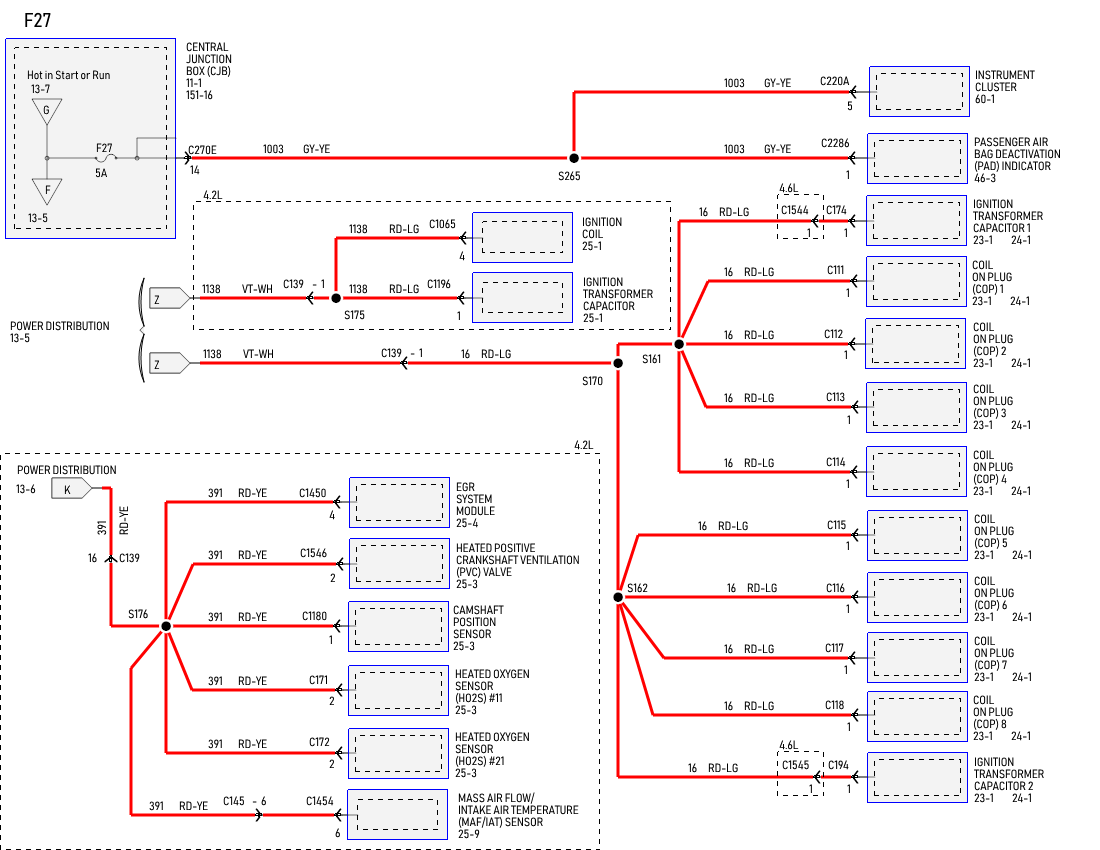 F27
CENTRAL
JUNCTION
BOX (CJB)
11-1
151-16
Hot in Start or Run
13-7
G
F27
5A
F
13-5
C270E
14
1003 GY-YE
S265
1003 GY-YE C220A
5
INSTRUMENT
CLUSTER
60-1
1003 GY-YE C2286
1
PASSENGER AIR
BAG DEACTIVATION
(PAD) INDICATOR
46-3
4.2L
1138 RD-LG C1065
4
IGNITION
COIL
25-1
POWER DISTRIBUTION
13-5
Z
1138 VT-WH C139 - 1
S175
1138 RD-LG C1196
1
IGNITION
TRANSFORMER
CAPACITOR
25-1
Z
1138 VT-WH C139 - 1
16 RD-LG
S170
S161
4.6L
16 RD-LG C1544 C174
1 1
IGNITION
TRANSFORMER
CAPACITOR 1
23-1 24-1
16 RD-LG C111
1
COIL
ON PLUG
(COP) 1
23-1 24-1
16 RD-LG C112
1
COIL
ON PLUG
(COP) 2
23-1 24-1
16 RD-LG C113
1
COIL
ON PLUG
(COP) 3
23-1 24-1
16 RD-LG C114
1
COIL
ON PLUG
(COP) 4
23-1 24-1
16 RD-LG C115
1
COIL
ON PLUG
(COP) 5
23-1 24-1
S162
16 RD-LG C116
1
COIL
ON PLUG
(COP) 6
23-1 24-1
16 RD-LG C117
1
COIL
ON PLUG
(COP) 7
23-1 24-1
16 RD-LG C118
1
COIL
ON PLUG
(COP) 8
23-1 24-1
4.6L
16 RD-LG C1545 C194
1 1
IGNITION
TRANSFORMER
CAPACITOR 2
23-1 24-1
4.2L
POWER DISTRIBUTION
13-6
K
391 RD-YE
16 C139
S176
391 RD-YE C1450
4
EGR
SYSTEM
MODULE
25-4
391 RD-YE C1546
2
HEATED POSITIVE
CRANKSHAFT VENTILATION
(PVC) VALVE
25-3
391 RD-YE C1180
1
CAMSHAFT
POSITION
SENSOR
25-3
391 RD-YE C171
2
HEATED OXYGEN
SENSOR
(HO2S) #11
25-3
391 RD-YE C172
2
HEATED OXYGEN
SENSOR
(HO2S) #21
25-3
391 RD-YE C145 - 6 C1454
6
MASS AIR FLOW/
INTAKE AIR TEMPERATURE
(MAF/IAT) SENSOR
25-9